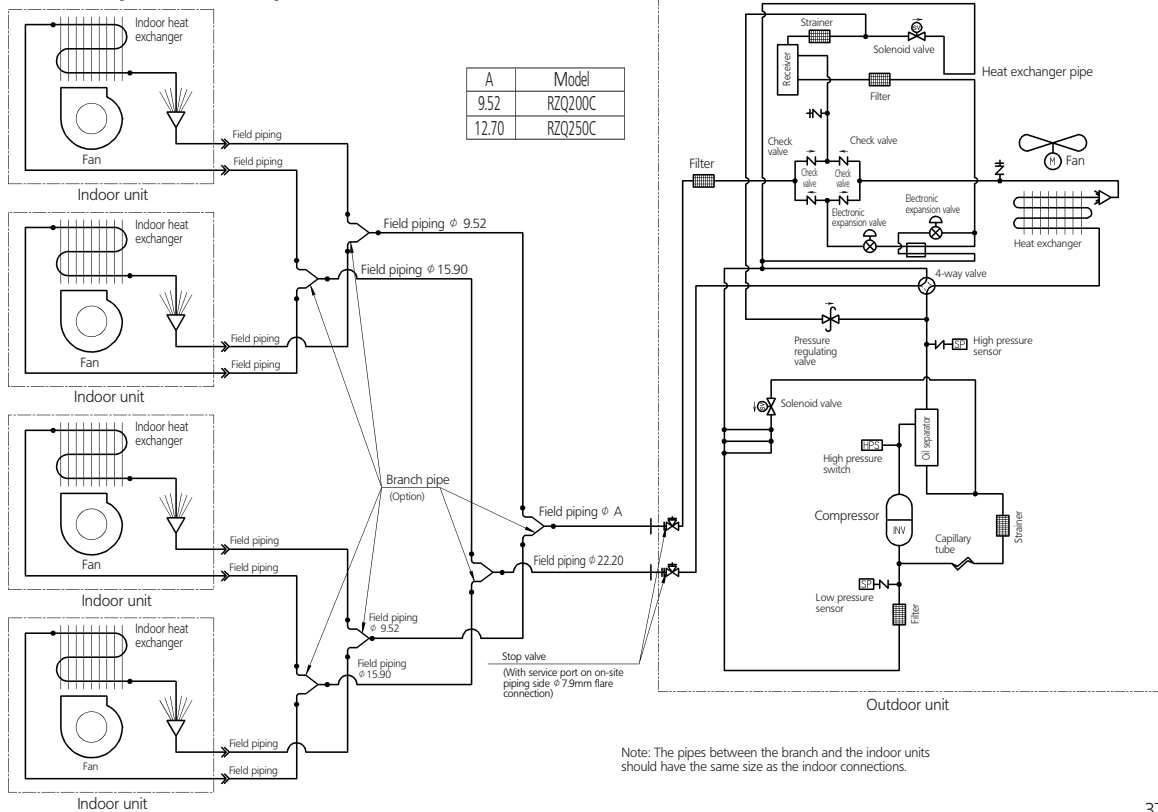 Indoor heat
exchanger
Fan
Field piping
Field piping
Indoor unit
Indoor heat
exchanger
Fan
Field piping
Field piping
Indoor unit
Indoor heat
exchanger
Fan
Field piping
Field piping
Indoor unit
Indoor heat
exchanger
Fan
Field piping
Field piping
Indoor unit
A Model
9.52 RZQ200C
12.70 RZQ250C
Field piping ϕ 9.52
Field piping ϕ 15.90
Branch pipe
(Option)
Field piping ϕ A
Field piping ϕ 22.20
Field piping
ϕ 9.52
Field piping
ϕ 15.90
Stop valve
(With service port on on-site
piping side ϕ 7.9mm flare
connection)
Strainer
SV
Solenoid valve
Receiver
Heat exchanger pipe
Filter
Filter
Check
valve
Check valve
Check
valve
Check
valve
M
Fan
Electronic
expansion valve
Electronic
expansion valve
Heat exchanger
4-way valve
Pressure
regulating
valve
SP
High pressure
sensor
SV
Solenoid valve
Oil separator
HPS
High pressure
switch
Compressor
INV
Capillary
tube
Strainer
SP
Low pressure
sensor
Filter
Outdoor unit
Note: The pipes between the branch and the indoor units
should have the same size as the indoor connections.